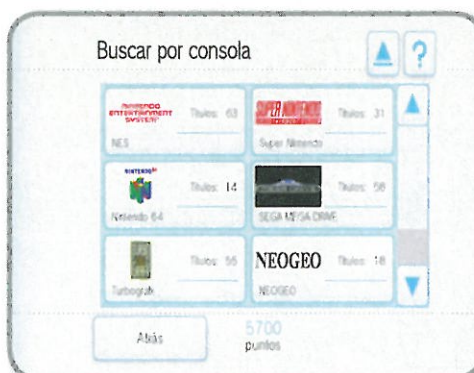 Buscar por consola
?
NINTENDO ENTERTAINMENT SYSTEM
Títulos: 63
NES
SUPER NINTENDO
Títulos: 31
Super Nintendo
NINTENDO 64
Títulos: 14
Nintendo 64
Títulos: 56
SEGA MEGA DRIVE
Títulos: 55
Turbografx
NEOGEO
Títulos: 18
NEOGEO
Atrás
5700
puntos